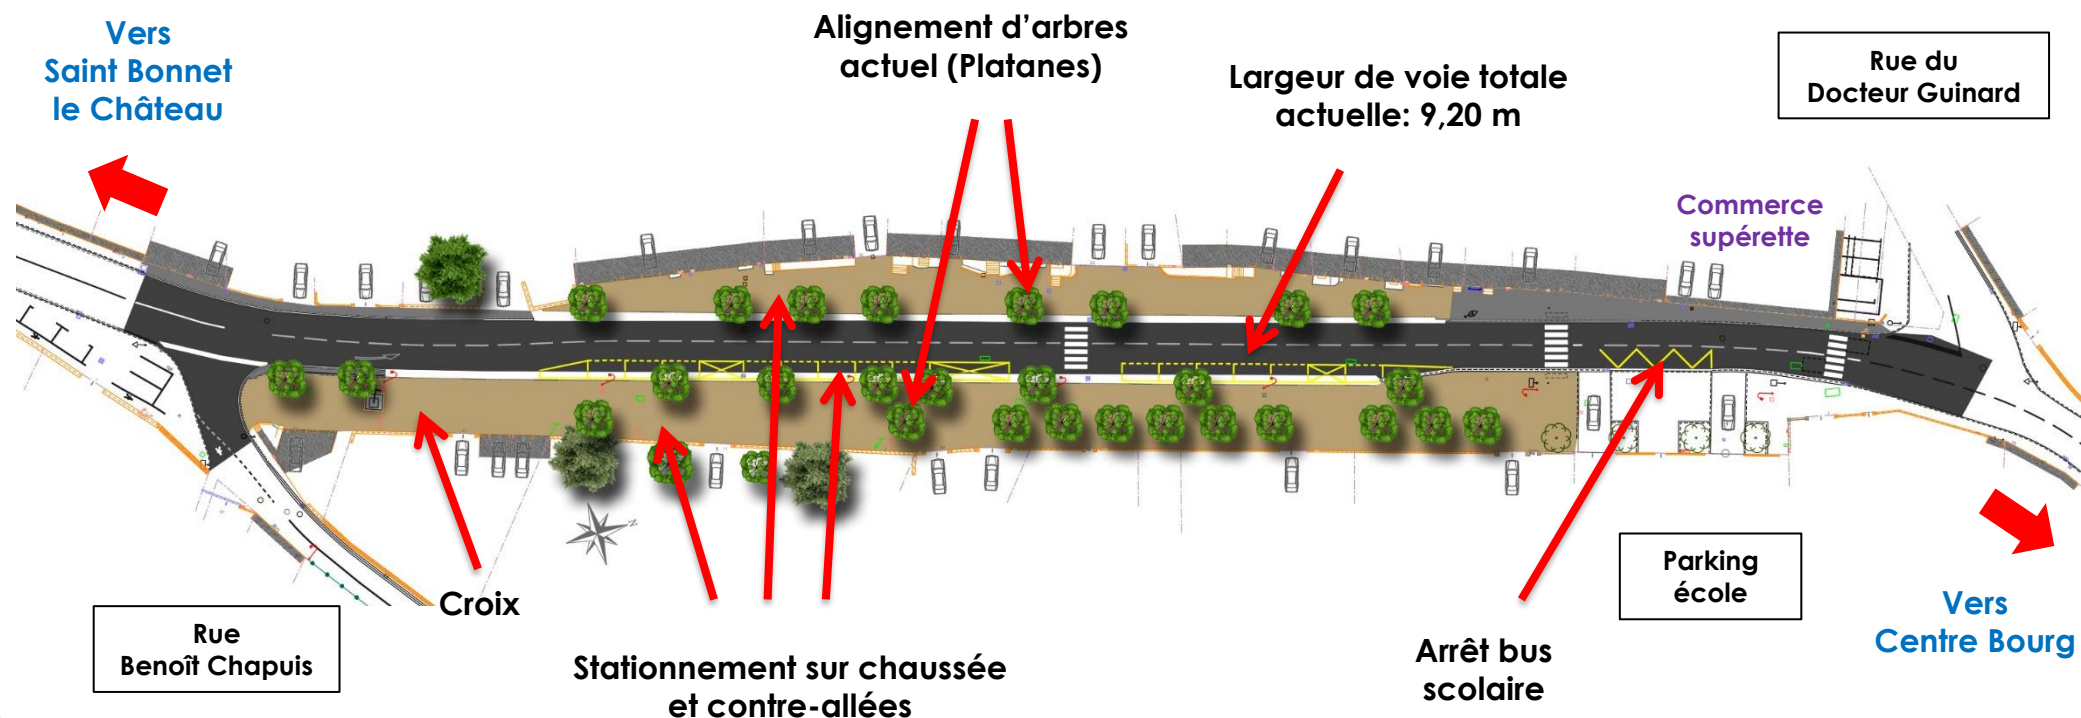 Vers
Saint Bonnet
le Château
Alignement d’arbres
actuel (Platanes)
Largeur de voie totale
actuelle: 9,20 m
Rue du
Docteur Guinard
Commerce
supérette
Croix
Rue
Benoît Chapuis
Stationnement sur chaussée
et contre-allées
Arrêt bus
scolaire
Parking
école
Vers
Centre Bourg